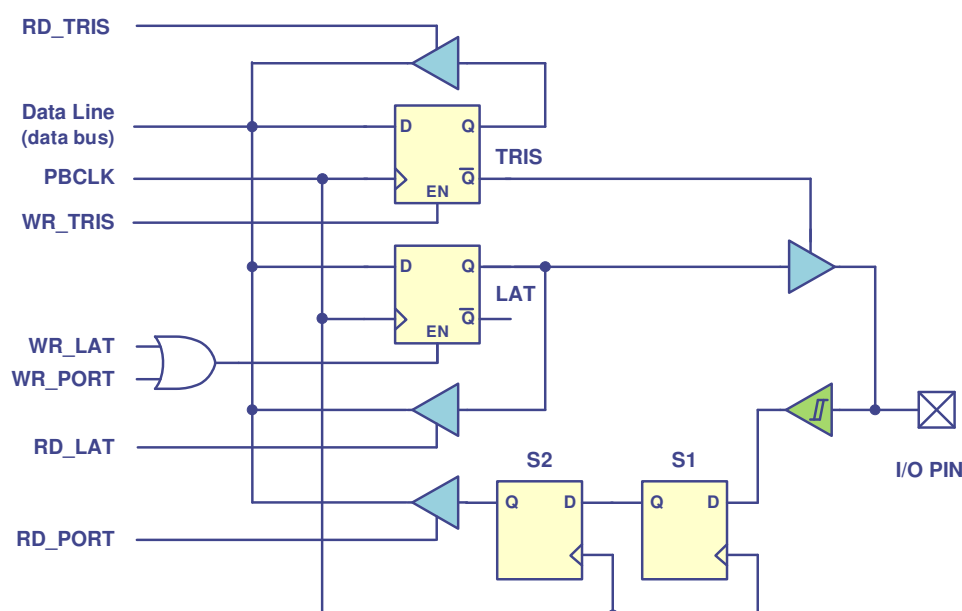 RD_TRIS
Data Line
(data bus)
D
Q
TRIS
PBCLK
Q
EN
WR_TRIS
D
Q
LAT
Q
EN
WR_LAT
WR_PORT
RD_LAT
S2
S1
I/O PIN
Q
D
Q
D
RD_PORT